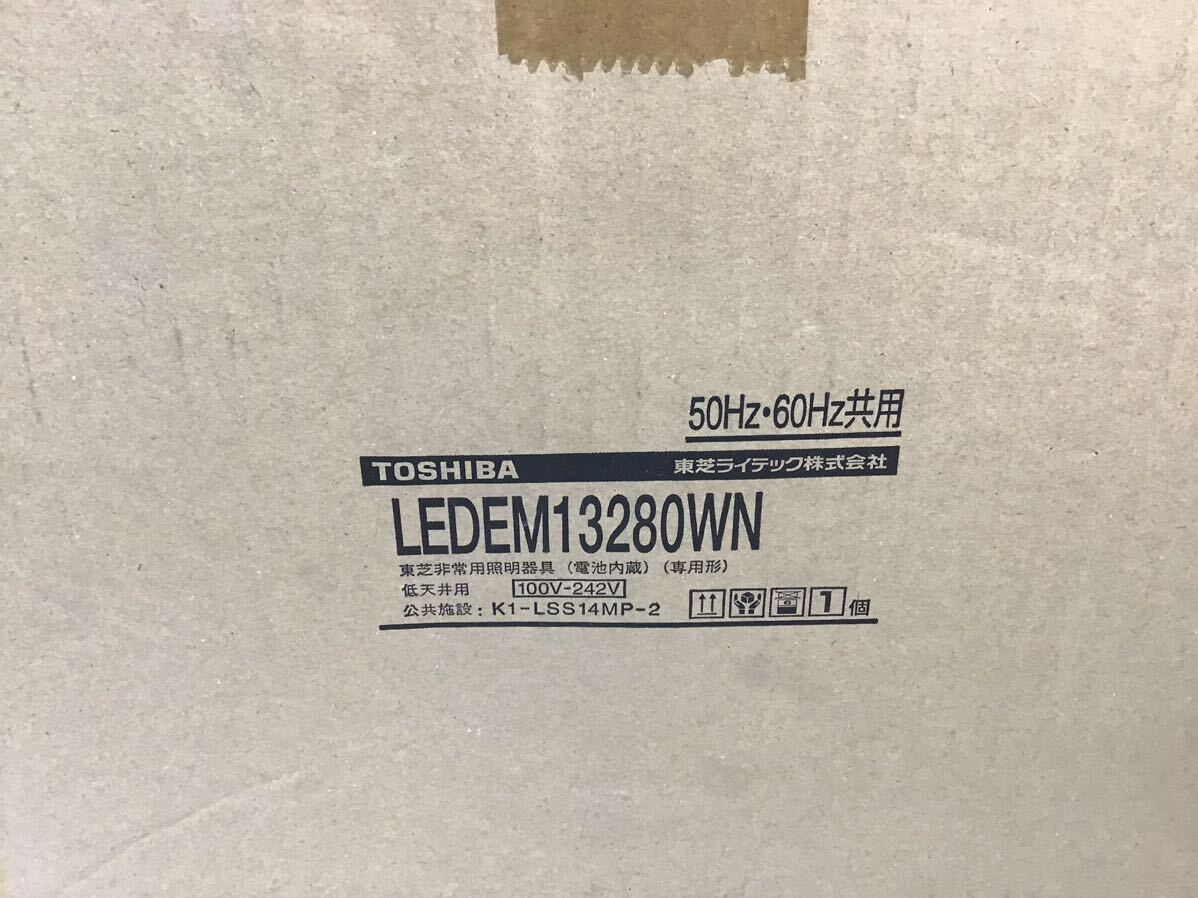 50Hz・60Hz共用
TOSHIBA 東芝ライテック株式会社
LEDEM13280WN
東芝非常用照明器具（電池内蔵）（専用形）
低天井用 100V-242V
公共施設：K1-LSS14MP-2 1個